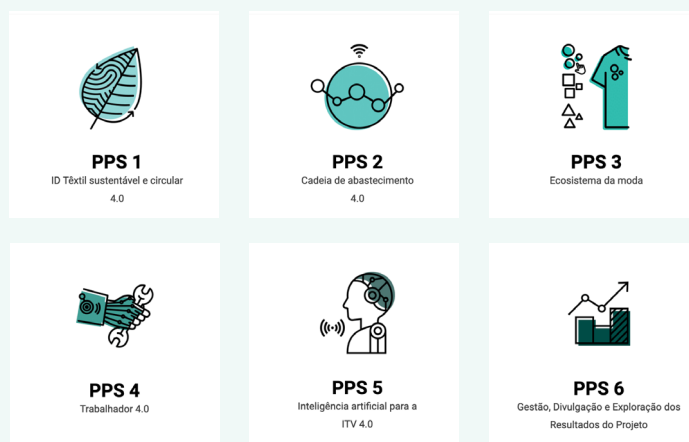 PPS 1
ID Têxtil sustentável e circular
4.0
PPS 2
Cadeia de abastecimento
4.0
PPS 3
Ecosistema da moda
PPS 4
Trabalhador 4.0
PPS 5
Inteligência artificial para a
ITV 4.0
PPS 6
Gestão, Divulgação e Exploração dos
Resultados do Projeto